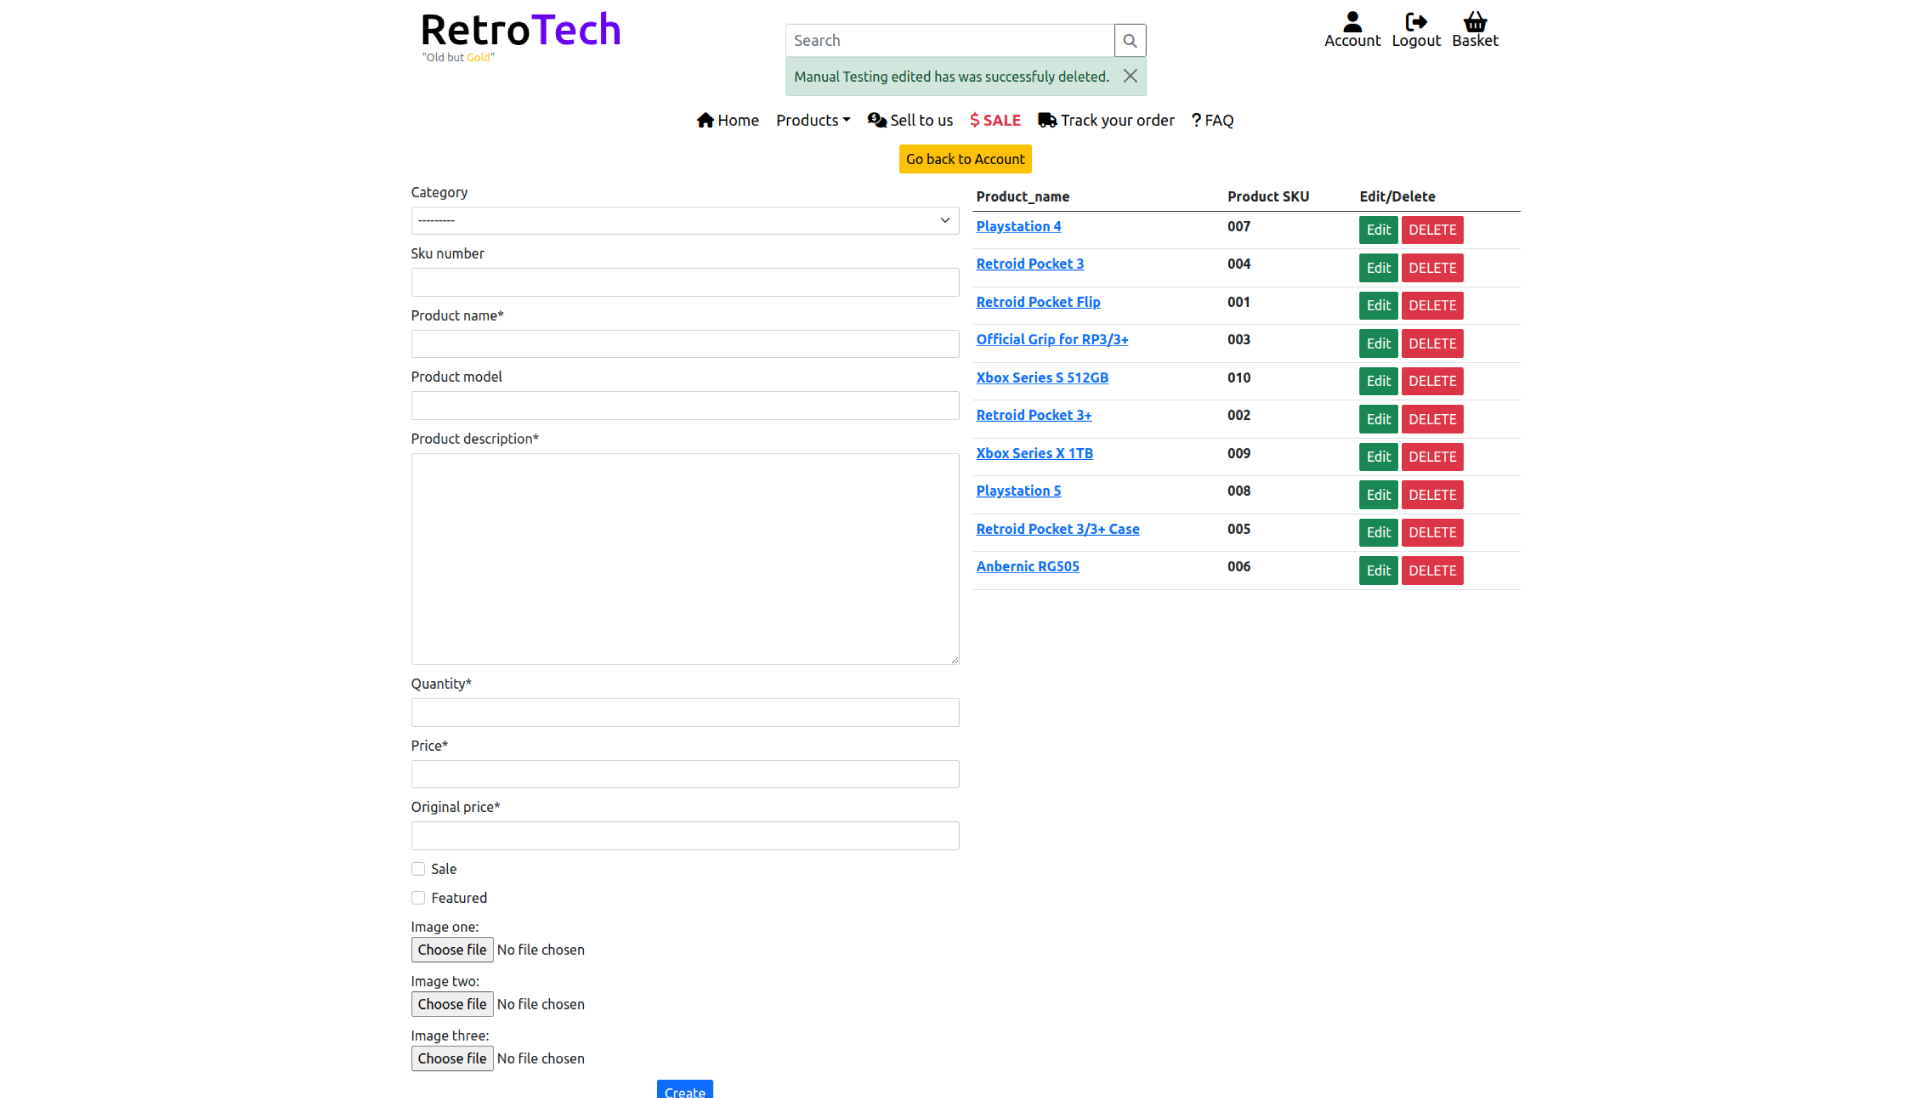 RetroTech
"Old but Gold"
Search
Account Logout Basket
Manual Testing edited has was successfuly deleted.
Home Products Sell to us $ SALE Track your order ? FAQ
Go back to Account
Category
---------
Sku number
Product name*
Product model
Product description*
Quantity*
Price*
Original price*
Sale
Featured
Image one:
Choose file No file chosen
Image two:
Choose file No file chosen
Image three:
Choose file No file chosen
Create
Product_name Product SKU Edit/Delete
Playstation 4 007 Edit DELETE
Retroid Pocket 3 004 Edit DELETE
Retroid Pocket Flip 001 Edit DELETE
Official Grip for RP3/3+ 003 Edit DELETE
Xbox Series S 512GB 010 Edit DELETE
Retroid Pocket 3+ 002 Edit DELETE
Xbox Series X 1TB 009 Edit DELETE
Playstation 5 008 Edit DELETE
Retroid Pocket 3/3+ Case 005 Edit DELETE
Anbernic RG505 006 Edit DELETE